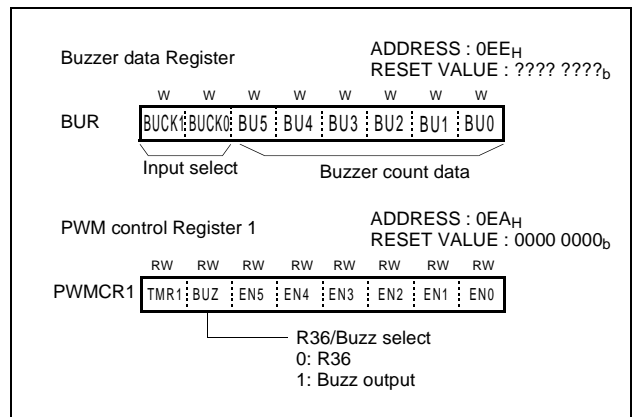 Buzzer data Register
ADDRESS : 0EEH
RESET VALUE : ???? ????b
W W W W W W W W
BUR BUCK1 BUCK0 BU5 BU4 BU3 BU2 BU1 BU0
Input select Buzzer count data
PWM control Register 1
ADDRESS : 0EAH
RESET VALUE : 0000 0000b
RW RW RW RW RW RW RW RW
PWMCR1 TMR1 BUZ EN5 EN4 EN3 EN2 EN1 EN0
R36/Buzz select
0: R36
1: Buzz output